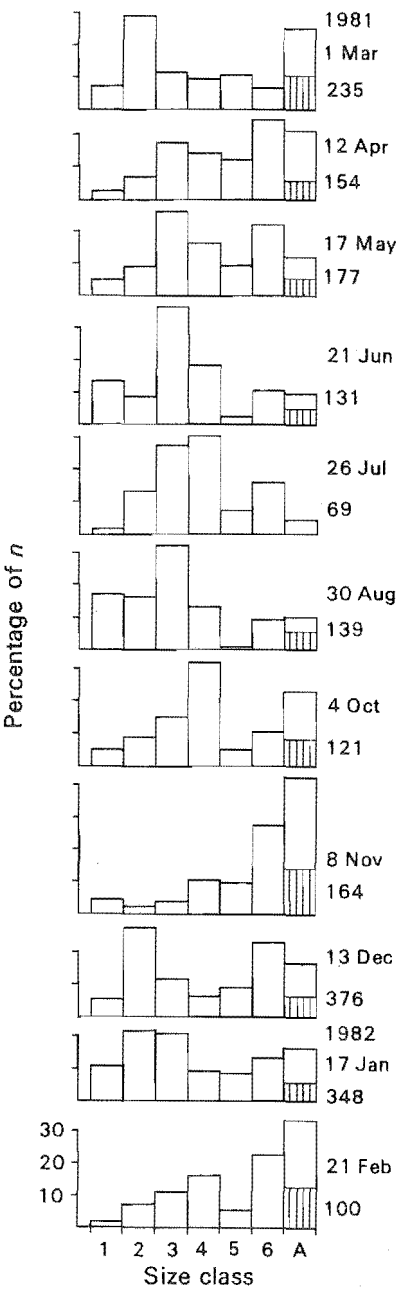 1981
1 Mar
235
12 Apr
154
17 May
177
21 Jun
131
26 Jul
69
30 Aug
139
4 Oct
121
8 Nov
164
13 Dec
376
1982
17 Jan
348
30
20
10
21 Feb
100
1 2 3 4 5 6 A
Size class
Percentage of n